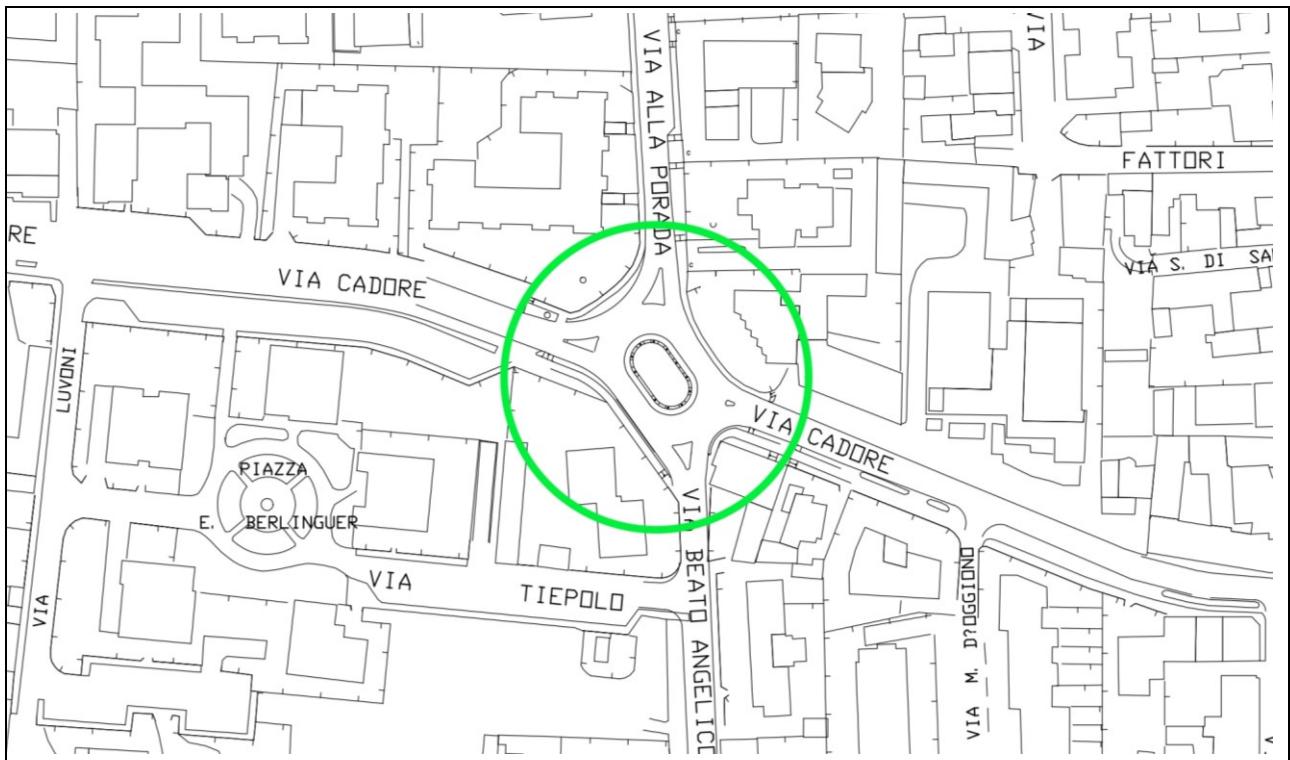 VIA ALLA PORADA
VIA
FATTORI
RE
VIA CADORE
VIA S. DI SA
LUVONI
VIA
PIAZZA
E. BERLINGUER
VIA CADORE
VIA TIEPOLO
VIA BEATO ANGELICO
VIA M. D'OGGIONO